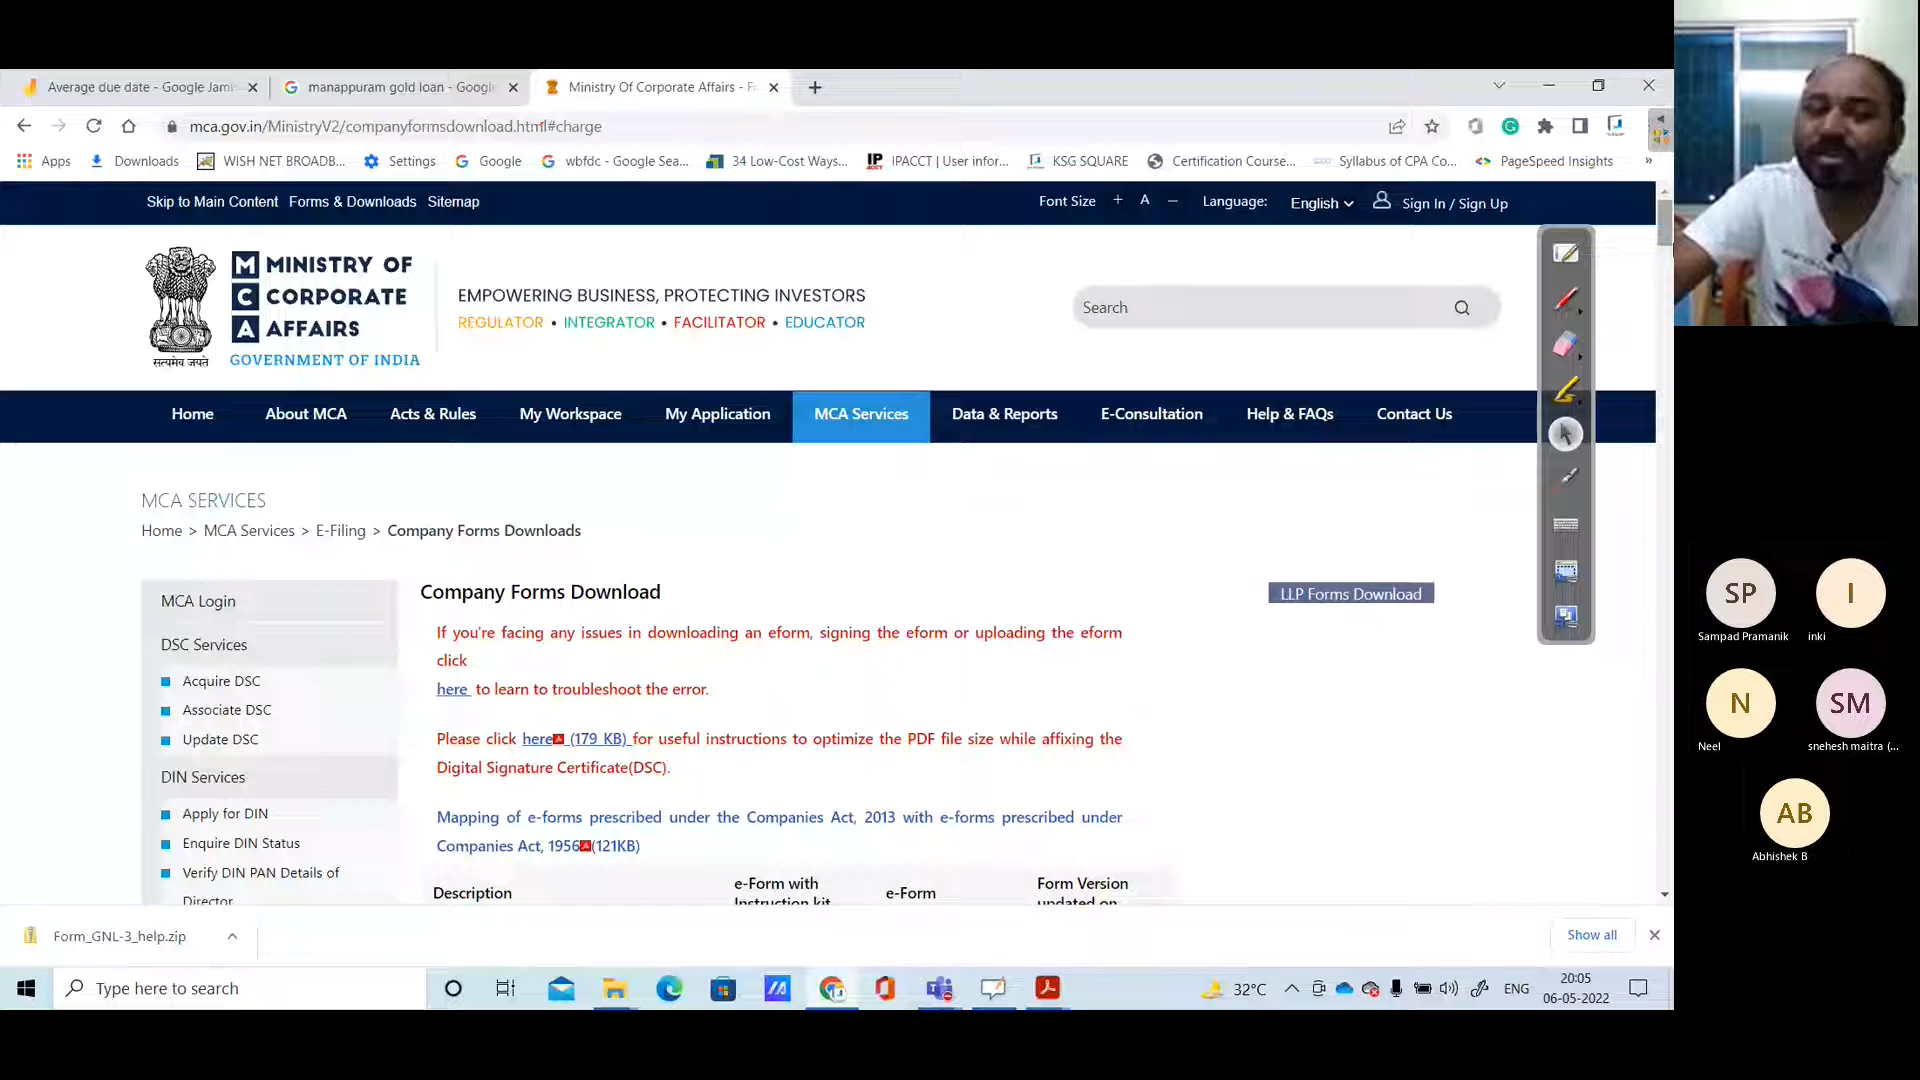 Average due date - Google Jam
manappuram gold loan - Googl
Ministry Of Corporate Affairs - F
mca.gov.in/MinistryV2/companyformsdownload.html#charge
Apps
Downloads
WISH NET BROADB...
Settings
Google
wbfdc - Google Sea...
34 Low-Cost Ways...
IP
ACCT
IPACCT | User infor...
KSG SQUARE
Certification Course...
Syllabus of CPA Co...
PageSpeed Insights
»
Skip to Main Content Forms & Downloads Sitemap
Font Size + A –
Language: English
Sign In / Sign Up
M MINISTRY OF
C CORPORATE
A AFFAIRS
GOVERNMENT OF INDIA
सत्यमेव जयते
EMPOWERING BUSINESS, PROTECTING INVESTORS
REGULATOR • INTEGRATOR • FACILITATOR • EDUCATOR
Search
Home About MCA Acts & Rules My Workspace My Application MCA Services Data & Reports E-Consultation Help & FAQs Contact Us
MCA SERVICES
Home > MCA Services > E-Filing > Company Forms Downloads
MCA Login
DSC Services
Acquire DSC
Associate DSC
Update DSC
DIN Services
Apply for DIN
Enquire DIN Status
Verify DIN PAN Details of
Director
Company Forms Download
LLP Forms Download
If you're facing any issues in downloading an eform, signing the eform or uploading the eform
click
here to learn to troubleshoot the error.
Please click here (179 KB) for useful instructions to optimize the PDF file size while affixing the
Digital Signature Certificate(DSC).
Mapping of e-forms prescribed under the Companies Act, 2013 with e-forms prescribed under
Companies Act, 1956 (121KB)
Description
e-Form with
Instruction kit
e-Form
Form Version
updated on
Form_GNL-3_help.zip
Show all
Type here to search
32°C
ENG
20:05
06-05-2022
SP
Sampad Pramanik
I
inki
N
Neel
SM
snehesh maitra (...
AB
Abhishek B